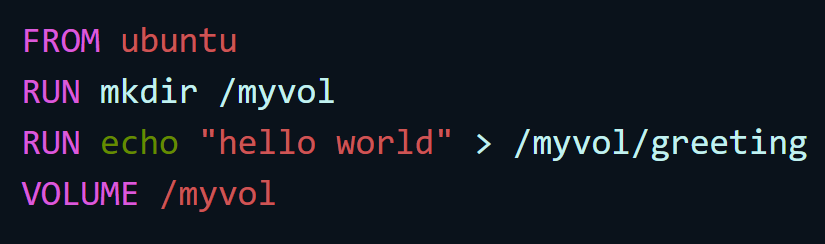 FROM ubuntu
RUN mkdir /myvol
RUN echo "hello world" > /myvol/greeting
VOLUME /myvol